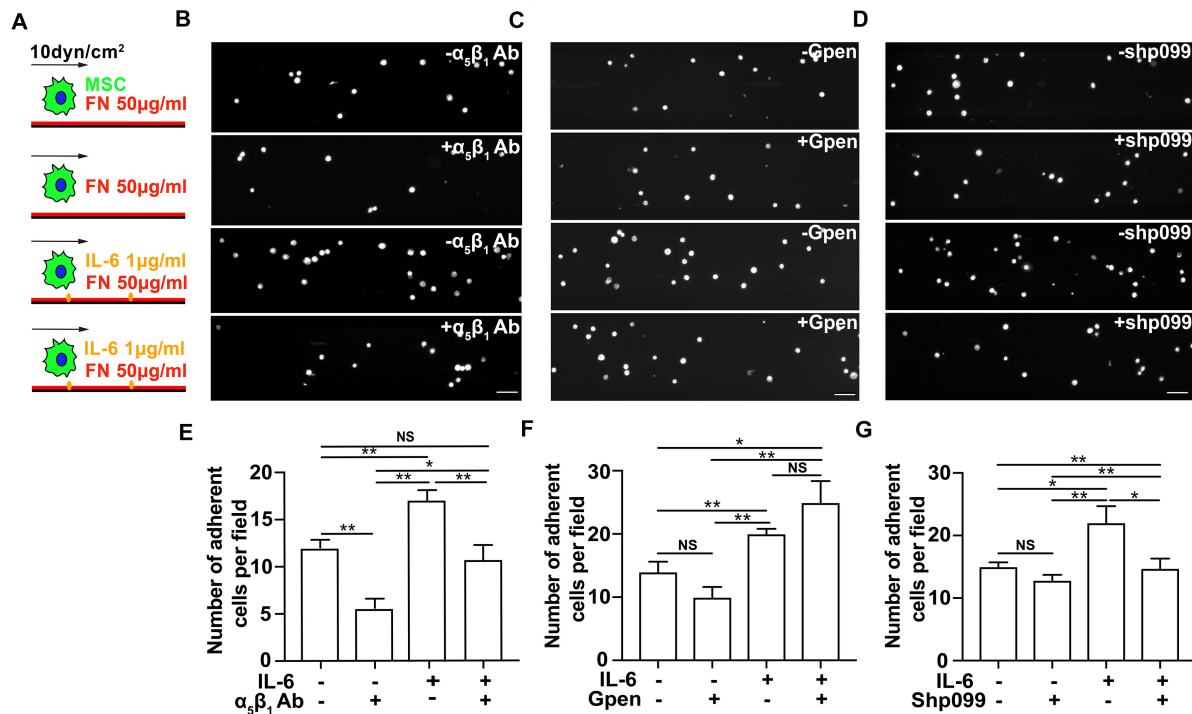 A
10dyn/cm²
MSC
FN 50µg/ml
FN 50µg/ml
IL-6 1µg/ml
FN 50µg/ml
IL-6 1µg/ml
FN 50µg/ml
B
-α₅β₁ Ab
+α₅β₁ Ab
-α₅β₁ Ab
+α₅β₁ Ab
C
-Gpen
+Gpen
-Gpen
+Gpen
D
-shp099
+shp099
-shp099
+shp099
E
Number of adherent
cells per field
20
15
10
5
0
NS
**
*
** **
**
IL-6 - - + +
α₅β₁ Ab - + - +
F
Number of adherent
cells per field
30
20
10
0
*
**
NS
**
**
NS
IL-6 - - + +
Gpen - + - +
G
Number of adherent
cells per field
30
20
10
0
**
**
*
** *
NS
IL-6 - - + +
Shp099 - + - +